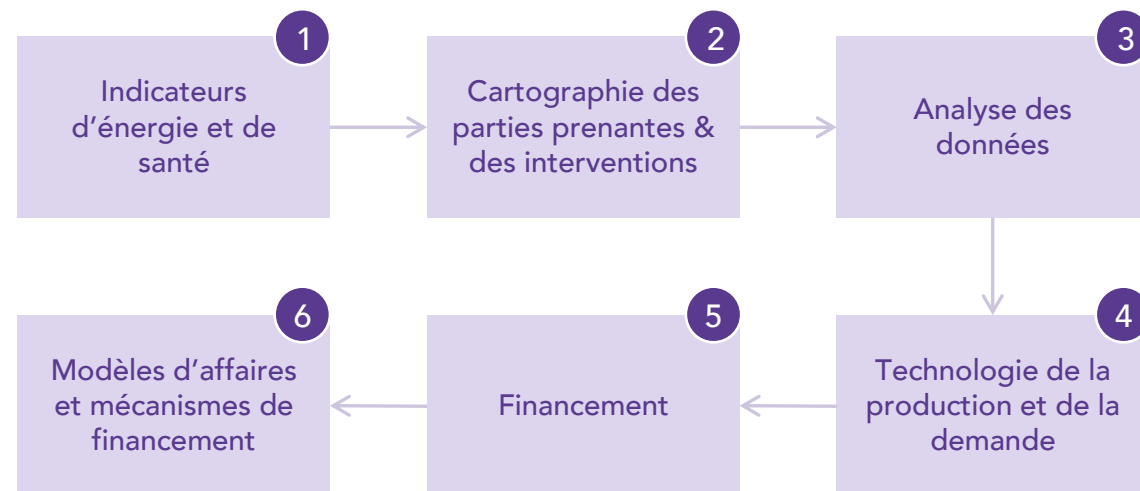 1
Indicateurs
d’énergie et de
santé
2
Cartographie des
parties prenantes &
des interventions
3
Analyse des
données
4
Technologie de la
production et de la
demande
5
Financement
6
Modèles d’affaires
et mécanismes de
financement